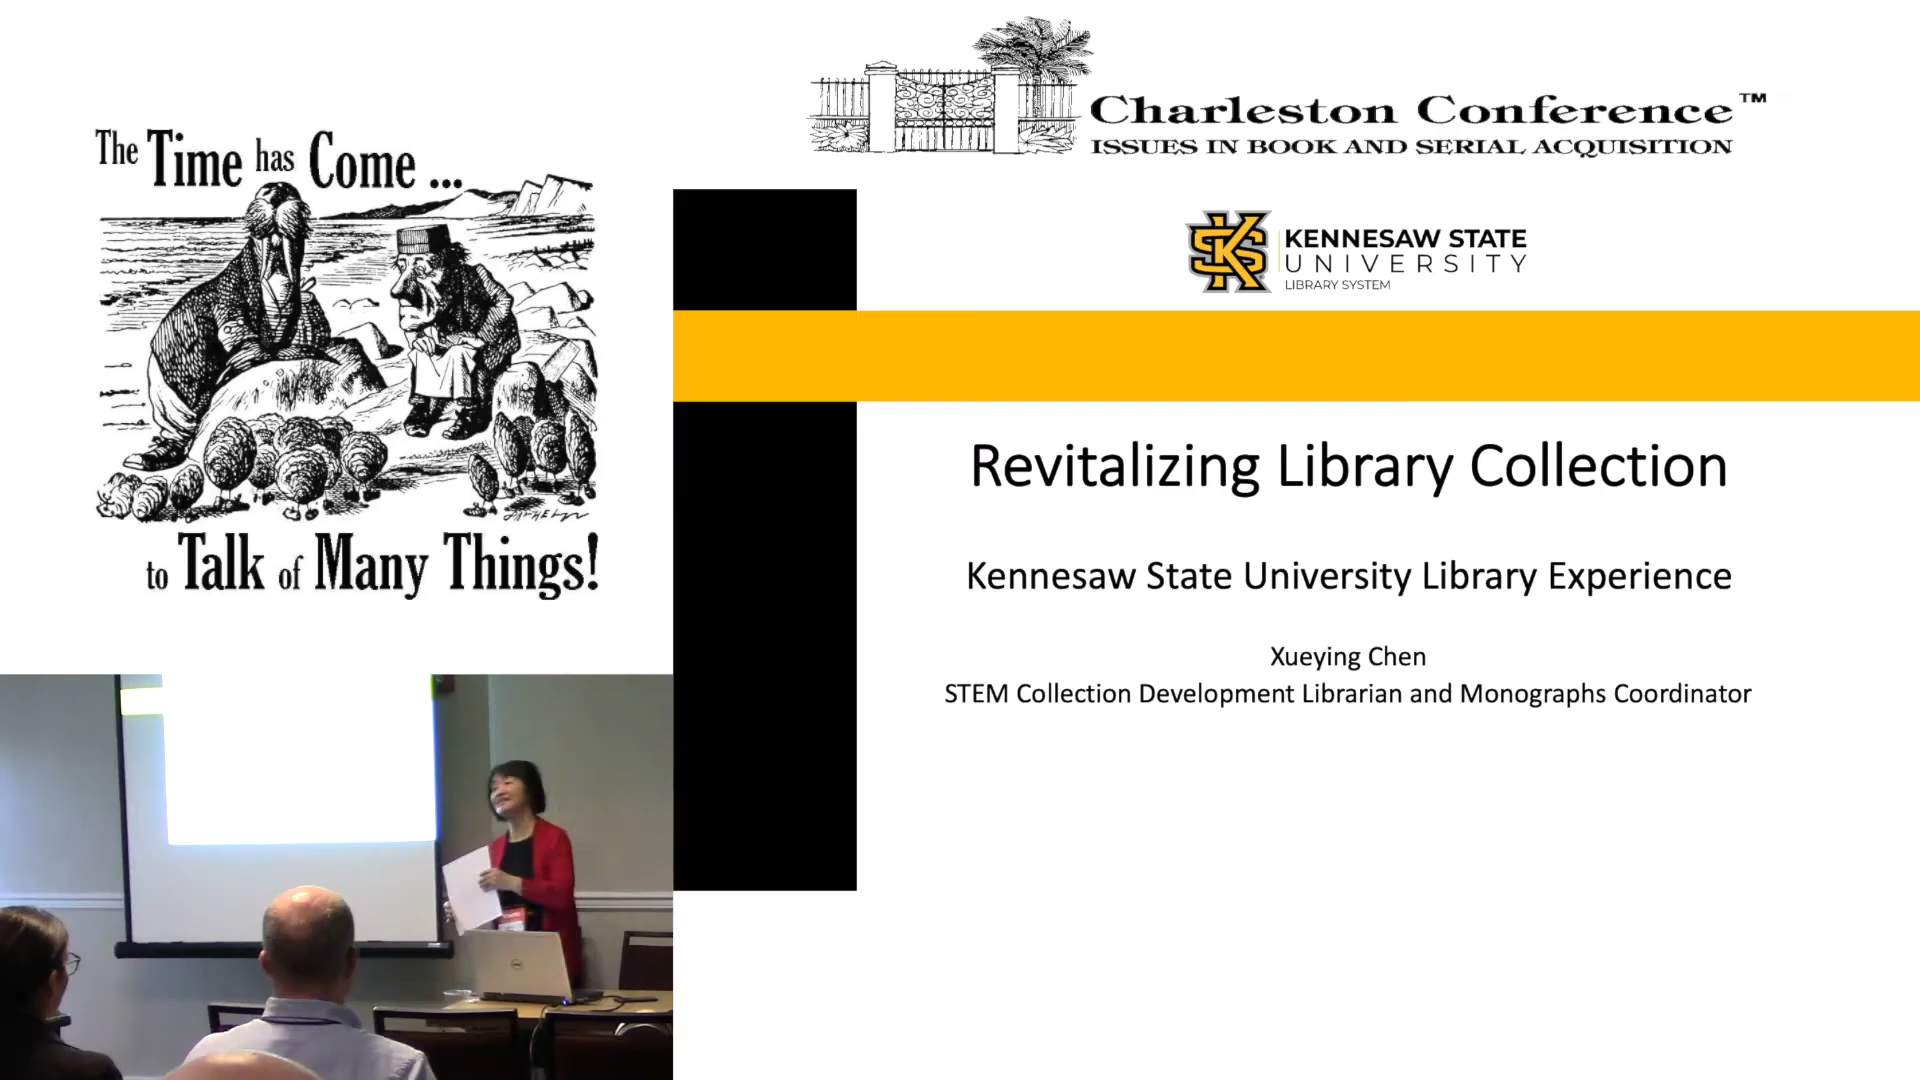 The Time has Come ...
to Talk of Many Things!
Charleston Conference™
ISSUES IN BOOK AND SERIAL ACQUISITION
KENNESAW STATE
UNIVERSITY
LIBRARY SYSTEM
Revitalizing Library Collection
Kennesaw State University Library Experience
Xueying Chen
STEM Collection Development Librarian and Monographs Coordinator